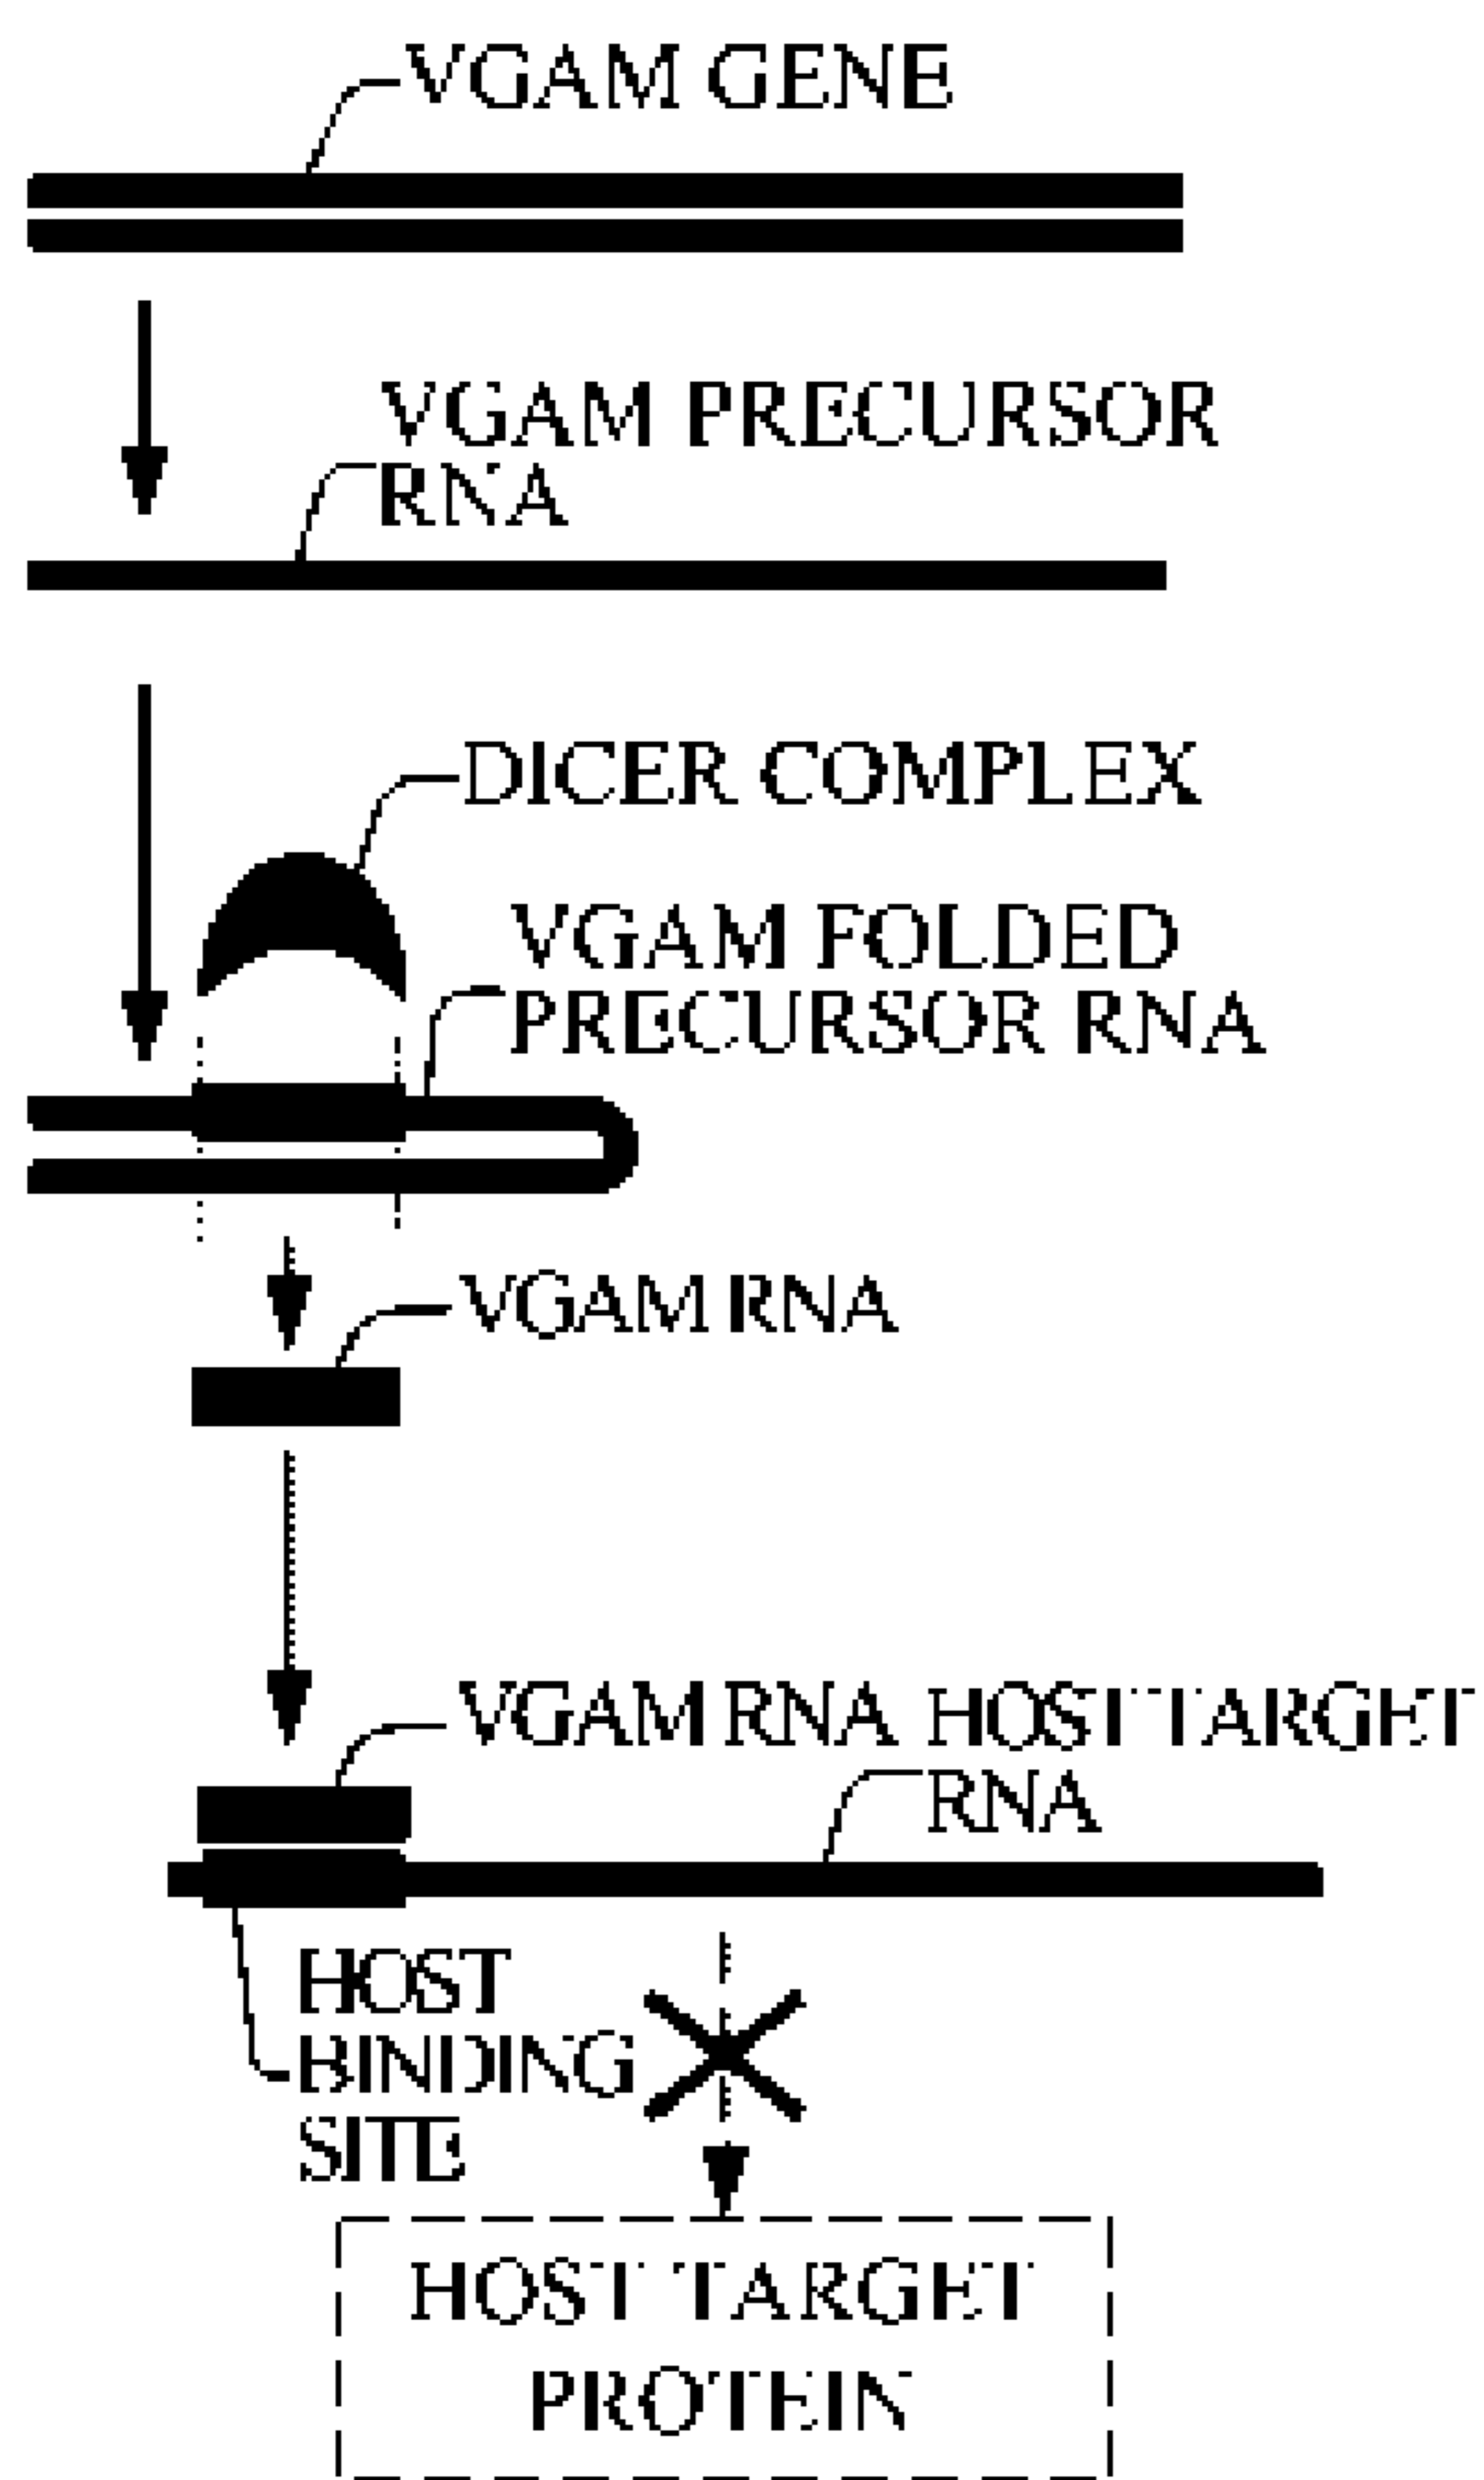 VGAM GENE
VGAM PRECURSOR
RNA
DICER COMPLEX
VGAM FOLDED
PRECURSOR RNA
VGAM RNA
VGAM RNA HOST TARGET
RNA
HOST
BINDING
SITE
HOST TARGET
PROTEIN